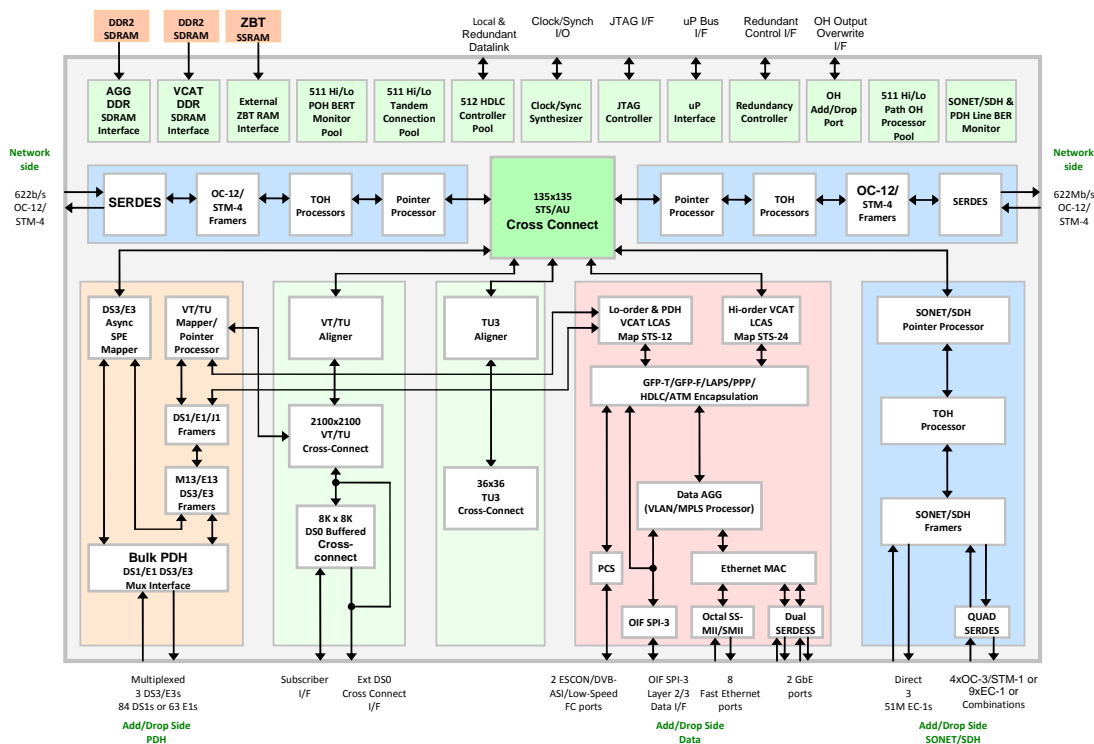 DDR2
SDRAM
DDR2
SDRAM
ZBT
SSRAM
Local &
Redundant
Datalink
Clock/Synch
I/O
JTAG I/F
uP Bus
I/F
Redundant
Control I/F
OH Output
Overwrite
I/F
AGG
DDR
SDRAM
Interface
VCAT
DDR
SDRAM
Interface
External
ZBT RAM
Interface
511 Hi/Lo
POH BERT
Monitor
Pool
511 Hi/Lo
Tandem
Connection
Pool
512 HDLC
Controller
Pool
Clock/Sync
Synthesizer
JTAG
Controller
uP
Interface
Redundancy
Controller
OH
Add/Drop
Port
511 Hi/Lo
Path OH
Processor
Pool
SONET/SDH &
PDH Line BER
Monitor
Network
side
622b/s
OC-12/
STM-4
SERDES
OC-12/
STM-4
Framers
TOH
Processors
Pointer
Processor
135x135
STS/AU
Cross Connect
Pointer
Processor
TOH
Processors
OC-12/
STM-4
Framers
SERDES
Network
side
622Mb/s
OC-12/
STM-4
DS3/E3
Async
SPE
Mapper
VT/TU
Mapper/
Pointer
Processor
DS1/E1/J1
Framers
M13/E13
DS3/E3
Framers
Bulk PDH
DS1/E1 DS3/E3
Mux Interface
VT/TU
Aligner
2100x2100
VT/TU
Cross-Connect
8K x 8K
DS0 Buffered
Cross-
connect
TU3
Aligner
36x36
TU3
Cross-Connect
Lo-order & PDH
VCAT LCAS
Map STS-12
Hi-order VCAT
LCAS
Map STS-24
GFP-T/GFP-F/LAPS/PPP/
HDLC/ATM Encapsulation
Data AGG
(VLAN/MPLS Processor)
PCS
Ethernet MAC
OIF SPI-3
Octal SS-
MII/SMII
Dual
SERDESS
SONET/SDH
Pointer Processor
TOH
Processor
SONET/SDH
Framers
QUAD
SERDES
Multiplexed
3 DS3/E3s
84 DS1s or 63 E1s
Add/Drop Side
PDH
Subscriber
I/F
Ext DS0
Cross Connect
I/F
2 ESCON/DVB-
ASI/Low-Speed
FC ports
OIF SPI-3
Layer 2/3
Data I/F
8
Fast Ethernet
ports
2 GbE
ports
Add/Drop Side
Data
Direct
3
51M EC-1s
4xOC-3/STM-1 or
9xEC-1 or
Combinations
Add/Drop Side
SONET/SDH